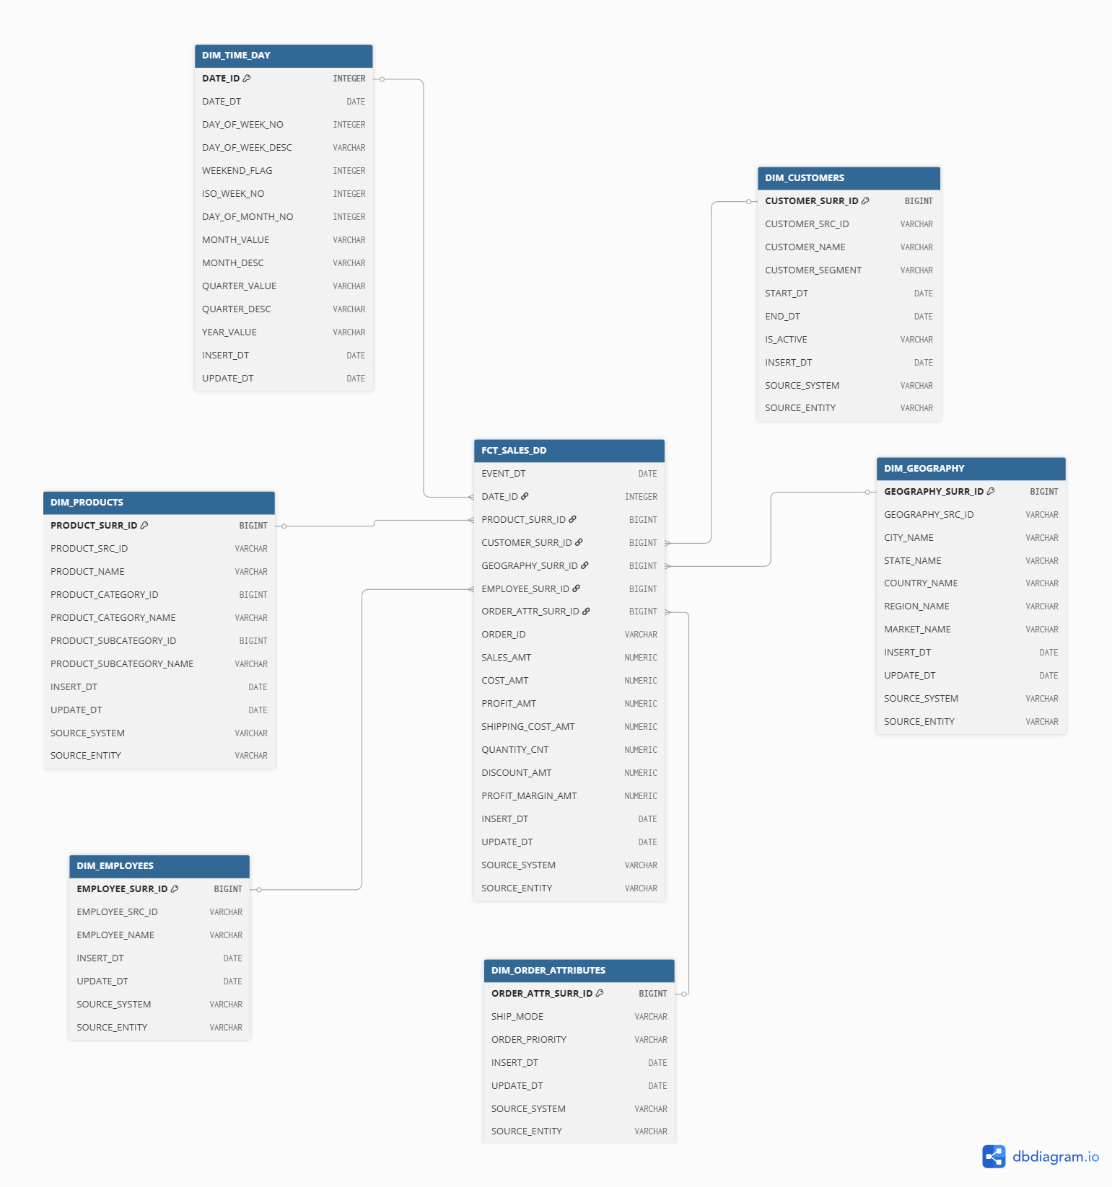 DIM_TIME_DAY
DATE_ID INTEGER
DATE_DT DATE
DAY_OF_WEEK_NO INTEGER
DAY_OF_WEEK_DESC VARCHAR
WEEKEND_FLAG INTEGER
ISO_WEEK_NO INTEGER
DAY_OF_MONTH_NO INTEGER
MONTH_VALUE VARCHAR
MONTH_DESC VARCHAR
QUARTER_VALUE VARCHAR
QUARTER_DESC VARCHAR
YEAR_VALUE VARCHAR
INSERT_DT DATE
UPDATE_DT DATE
DIM_CUSTOMERS
CUSTOMER_SURR_ID BIGINT
CUSTOMER_SRC_ID VARCHAR
CUSTOMER_NAME VARCHAR
CUSTOMER_SEGMENT VARCHAR
START_DT DATE
END_DT DATE
IS_ACTIVE VARCHAR
INSERT_DT DATE
SOURCE_SYSTEM VARCHAR
SOURCE_ENTITY VARCHAR
FCT_SALES_DD
EVENT_DT DATE
DATE_ID INTEGER
PRODUCT_SURR_ID BIGINT
CUSTOMER_SURR_ID BIGINT
GEOGRAPHY_SURR_ID BIGINT
EMPLOYEE_SURR_ID BIGINT
ORDER_ATTR_SURR_ID BIGINT
ORDER_ID VARCHAR
SALES_AMT NUMERIC
COST_AMT NUMERIC
PROFIT_AMT NUMERIC
SHIPPING_COST_AMT NUMERIC
QUANTITY_CNT NUMERIC
DISCOUNT_AMT NUMERIC
PROFIT_MARGIN_AMT NUMERIC
INSERT_DT DATE
UPDATE_DT DATE
SOURCE_SYSTEM VARCHAR
SOURCE_ENTITY VARCHAR
DIM_GEOGRAPHY
GEOGRAPHY_SURR_ID BIGINT
GEOGRAPHY_SRC_ID VARCHAR
CITY_NAME VARCHAR
STATE_NAME VARCHAR
COUNTRY_NAME VARCHAR
REGION_NAME VARCHAR
MARKET_NAME VARCHAR
INSERT_DT DATE
UPDATE_DT DATE
SOURCE_SYSTEM VARCHAR
SOURCE_ENTITY VARCHAR
DIM_PRODUCTS
PRODUCT_SURR_ID BIGINT
PRODUCT_SRC_ID VARCHAR
PRODUCT_NAME VARCHAR
PRODUCT_CATEGORY_ID BIGINT
PRODUCT_CATEGORY_NAME VARCHAR
PRODUCT_SUBCATEGORY_ID BIGINT
PRODUCT_SUBCATEGORY_NAME VARCHAR
INSERT_DT DATE
UPDATE_DT DATE
SOURCE_SYSTEM VARCHAR
SOURCE_ENTITY VARCHAR
DIM_EMPLOYEES
EMPLOYEE_SURR_ID BIGINT
EMPLOYEE_SRC_ID VARCHAR
EMPLOYEE_NAME VARCHAR
INSERT_DT DATE
UPDATE_DT DATE
SOURCE_SYSTEM VARCHAR
SOURCE_ENTITY VARCHAR
DIM_ORDER_ATTRIBUTES
ORDER_ATTR_SURR_ID BIGINT
SHIP_MODE VARCHAR
ORDER_PRIORITY VARCHAR
INSERT_DT DATE
UPDATE_DT DATE
SOURCE_SYSTEM VARCHAR
SOURCE_ENTITY VARCHAR
dbdiagram.io